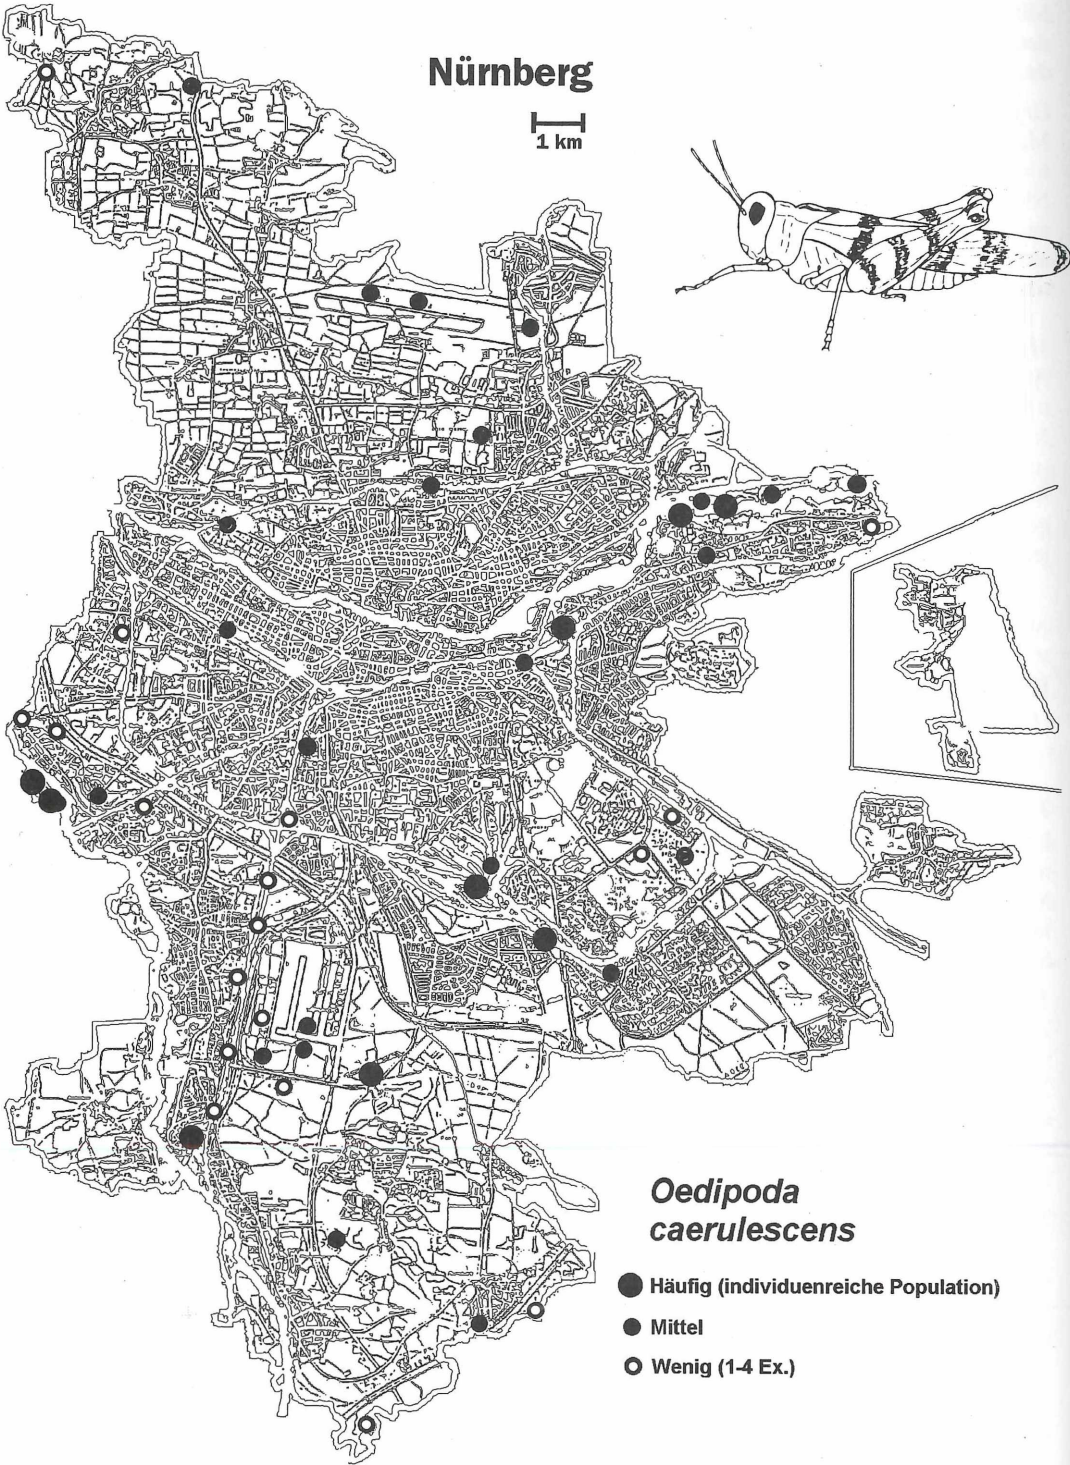 Nürnberg
1 km
Oedipoda
caerulescens
Häufig (individuenreiche Population)
Mittel
Wenig (1-4 Ex.)